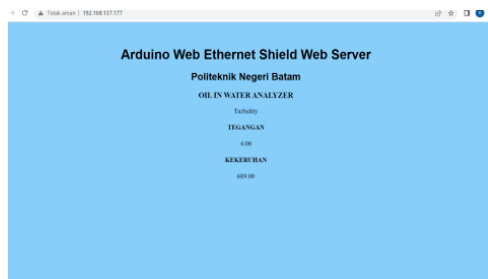 Tidak aman | 192.168.137.177
Arduino Web Ethernet Shield Web Server
Politeknik Negeri Batam
OIL IN WATER ANALYZER
Turbidity
TEGANGAN
4.00
KEKERUHAN
689.00